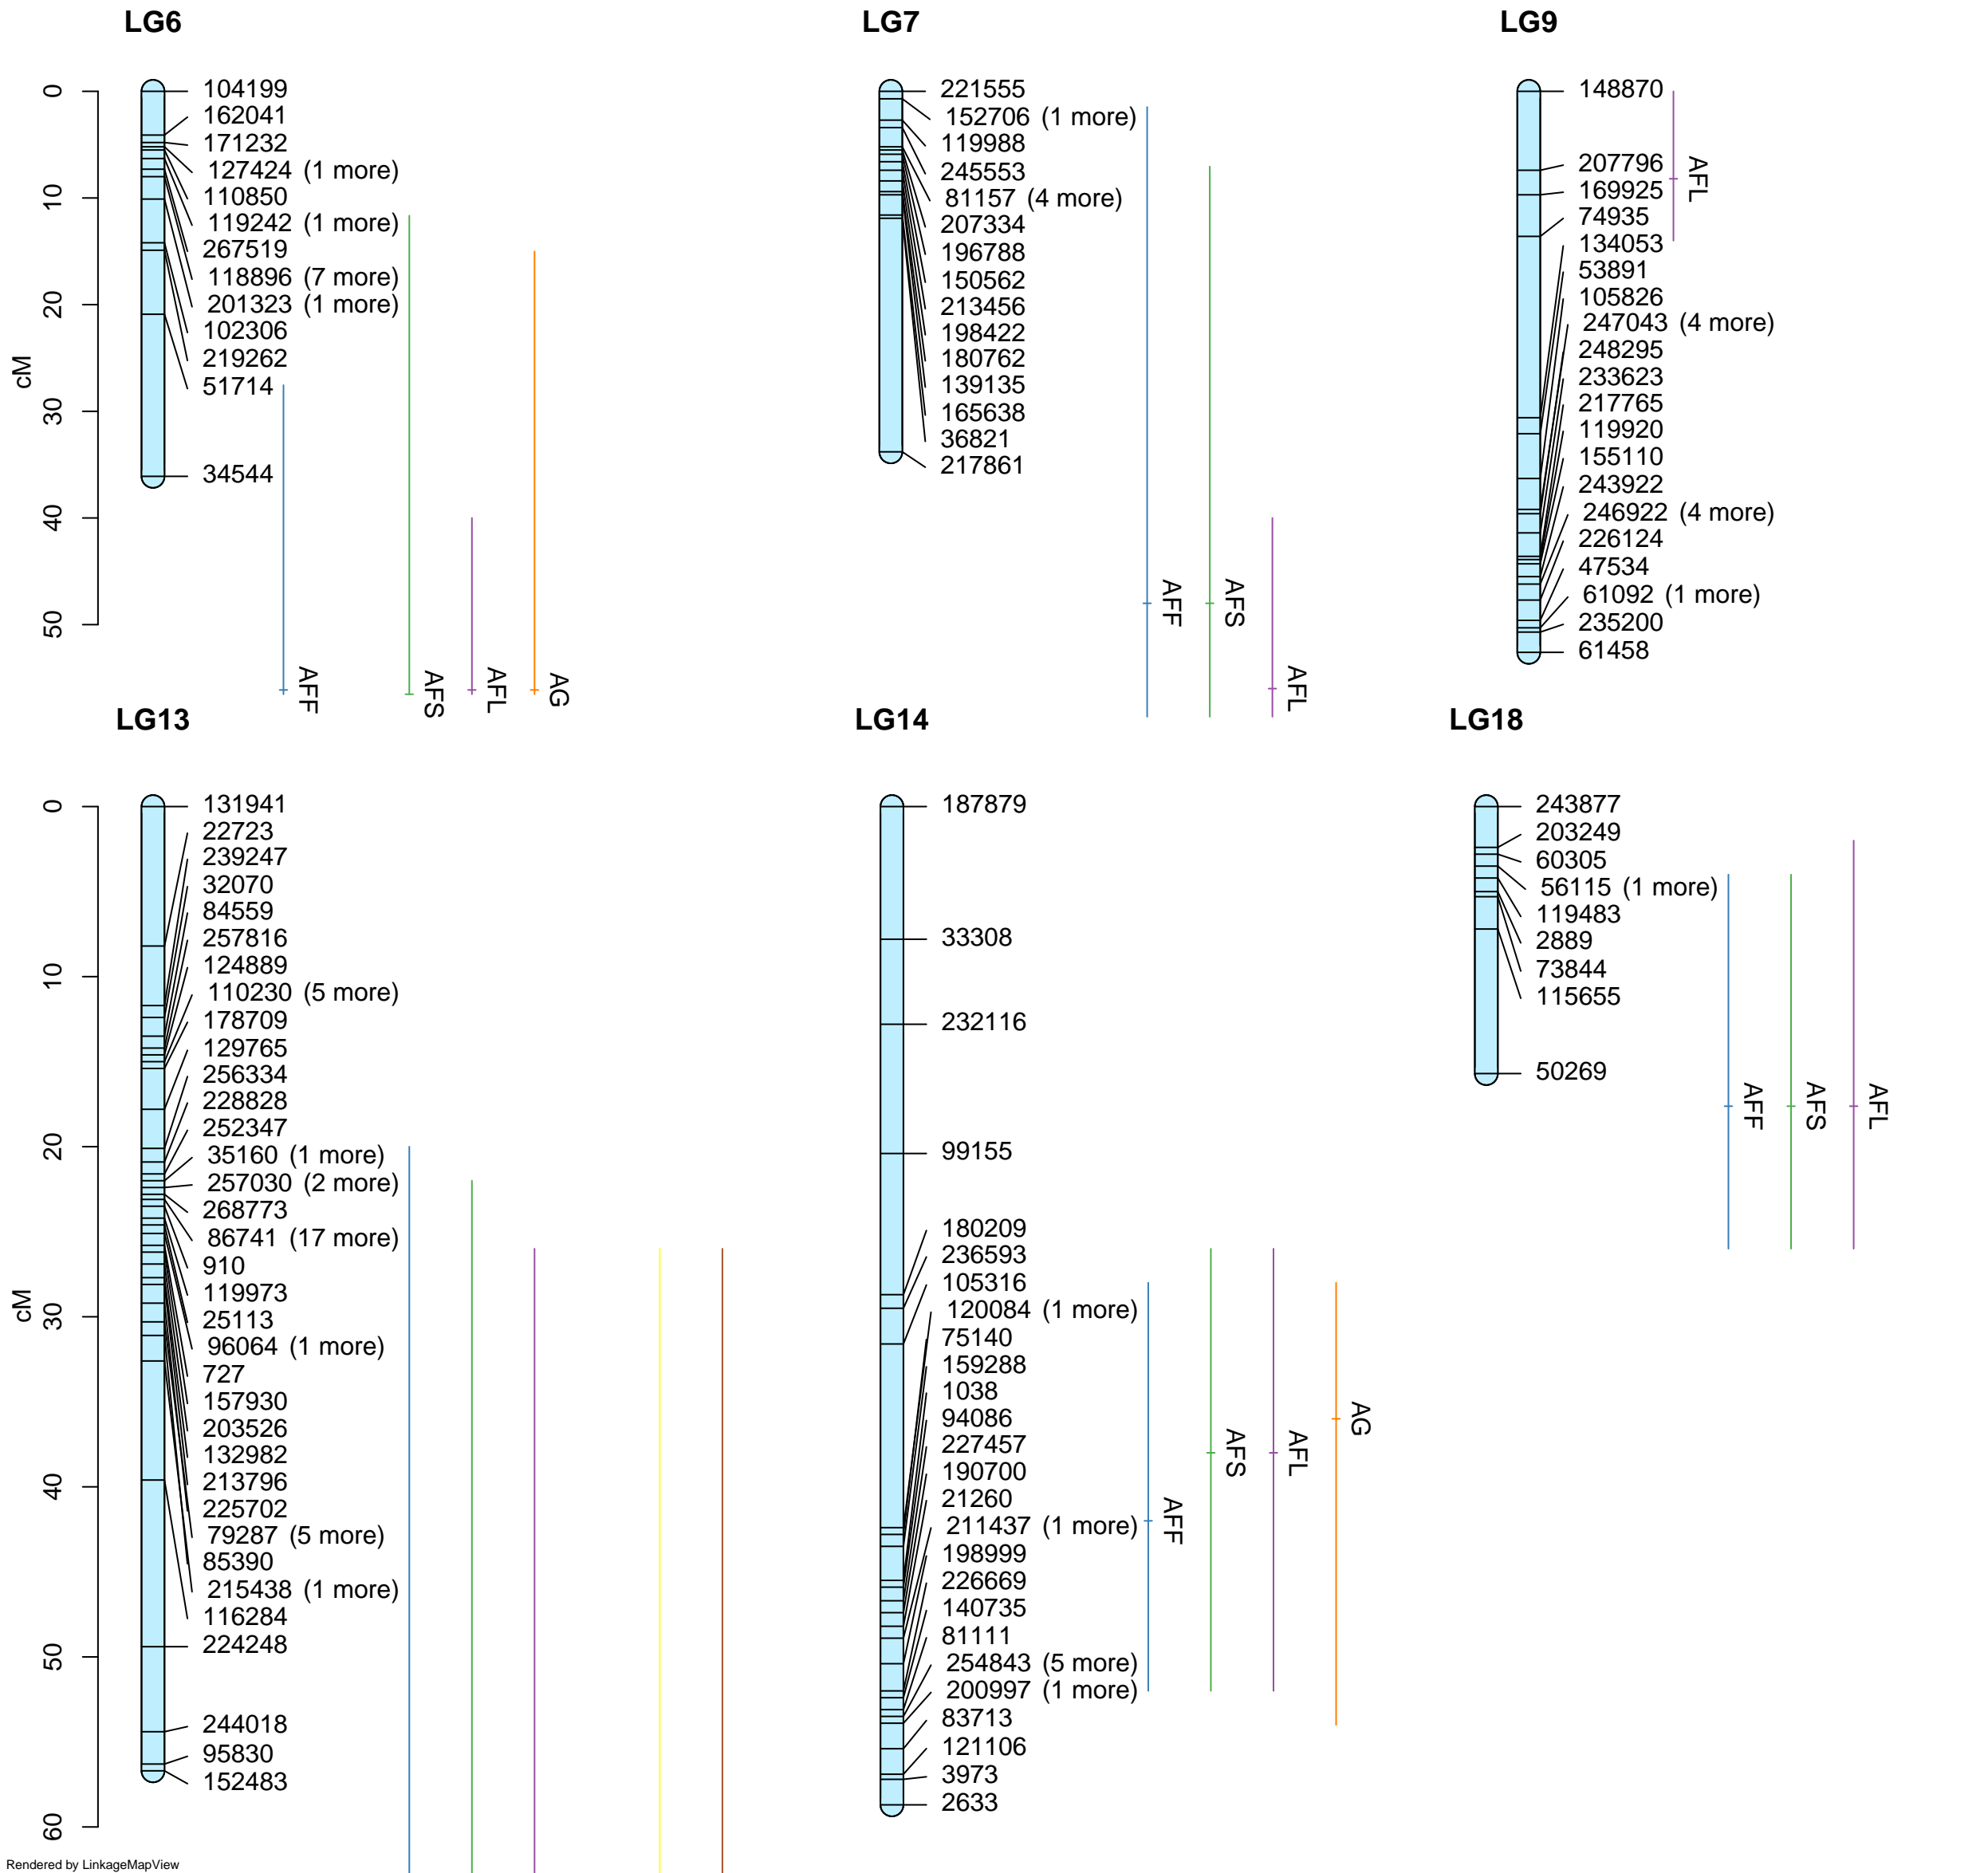 LG6
LG7
LG9
0
10
20
30
40
50
cM
104199
162041
171232
127424 (1 more)
110850
119242 (1 more)
267519
118896 (7 more)
201323 (1 more)
102306
219262
51714
34544
AFF
AFS
AFL
AG
221555
152706 (1 more)
119988
245553
81157 (4 more)
207334
196788
150562
213456
198422
180762
139135
165638
36821
217861
AFF
AFS
AFL
148870
207796
169925
74935
134053
53891
105826
247043 (4 more)
248295
233623
217765
119920
155110
243922
246922 (4 more)
226124
47534
61092 (1 more)
235200
61458
AFL
LG13
LG14
LG18
0
10
20
30
40
50
60
cM
131941
22723
239247
32070
84559
257816
124889
110230 (5 more)
178709
129765
256334
228828
252347
35160 (1 more)
257030 (2 more)
268773
86741 (17 more)
910
119973
25113
96064 (1 more)
727
157930
203526
132982
213796
225702
79287 (5 more)
85390
215438 (1 more)
116284
224248
244018
95830
152483
187879
33308
232116
99155
180209
236593
105316
120084 (1 more)
75140
159288
1038
94086
227457
190700
21260
211437 (1 more)
198999
226669
140735
81111
254843 (5 more)
200997 (1 more)
83713
121106
3973
2633
AFF
AFS
AFL
AG
243877
203249
60305
56115 (1 more)
119483
2889
73844
115655
50269
AFF
AFS
AFL
Rendered by LinkageMapView